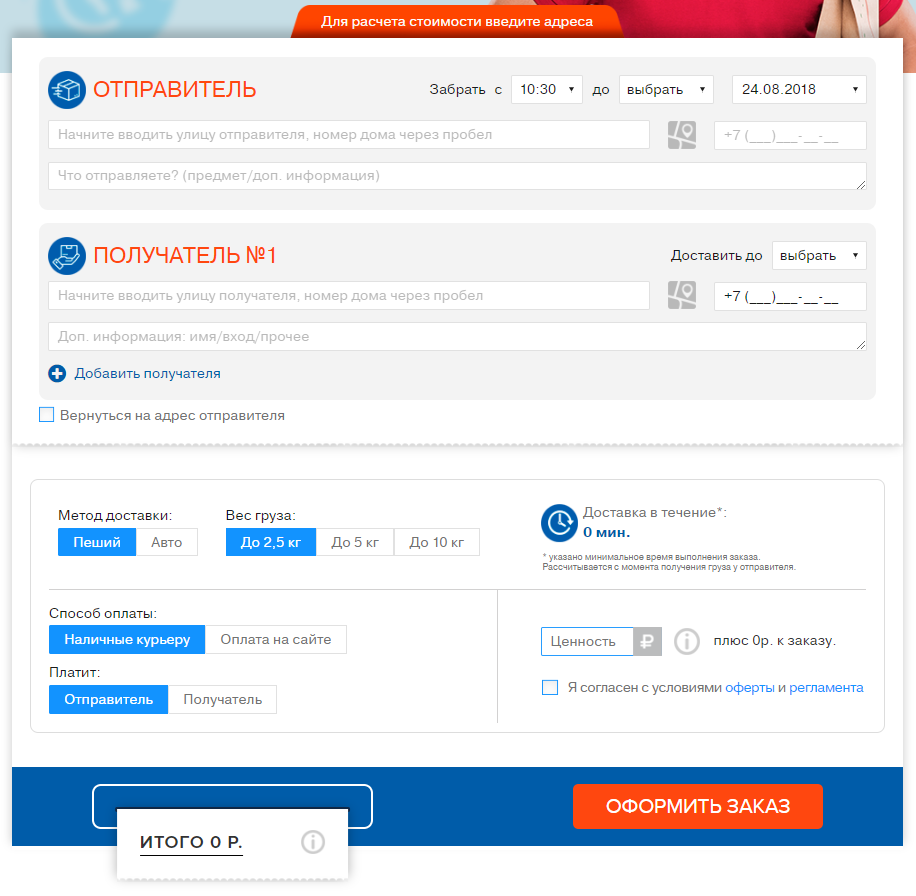 Для расчета стоимости введите адреса
ОТПРАВИТЕЛЬ
Забрать с 10:30 до выбрать 24.08.2018
Начните вводить улицу отправителя, номер дома через пробел
+7 (___)___-__-__
Что отправляете? (предмет/доп. информация)
ПОЛУЧАТЕЛЬ №1
Доставить до выбрать
Начните вводить улицу получателя, номер дома через пробел
+7 (___)___-__-__
Доп. информация: имя/вход/прочее
Добавить получателя
Вернуться на адрес отправителя
Метод доставки:
Пеший Авто
Вес груза:
До 2,5 кг До 5 кг До 10 кг
Доставка в течение*:
0 мин.
* указано минимальное время выполнения заказа.
Рассчитывается с момента получения груза у отправителя.
Способ оплаты:
Наличные курьеру Оплата на сайте
Платит:
Отправитель Получатель
Ценность ₽ плюс 0р. к заказу.
Я согласен с условиями оферты и регламента
ИТОГО 0 Р.
ОФОРМИТЬ ЗАКАЗ